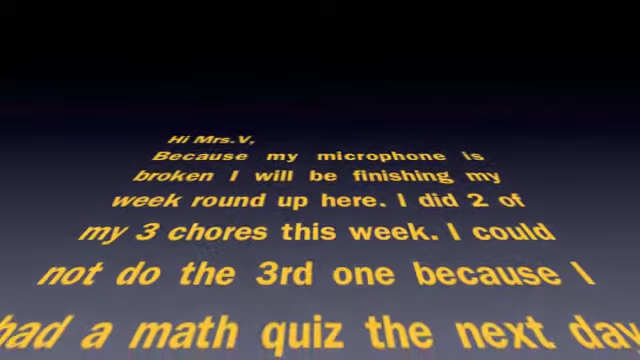 Hi Mrs.V,
Because my microphone is
broken I will be finishing my
week round up here. I did 2 of
my 3 chores this week. I could
not do the 3rd one because I
had a math quiz the next day